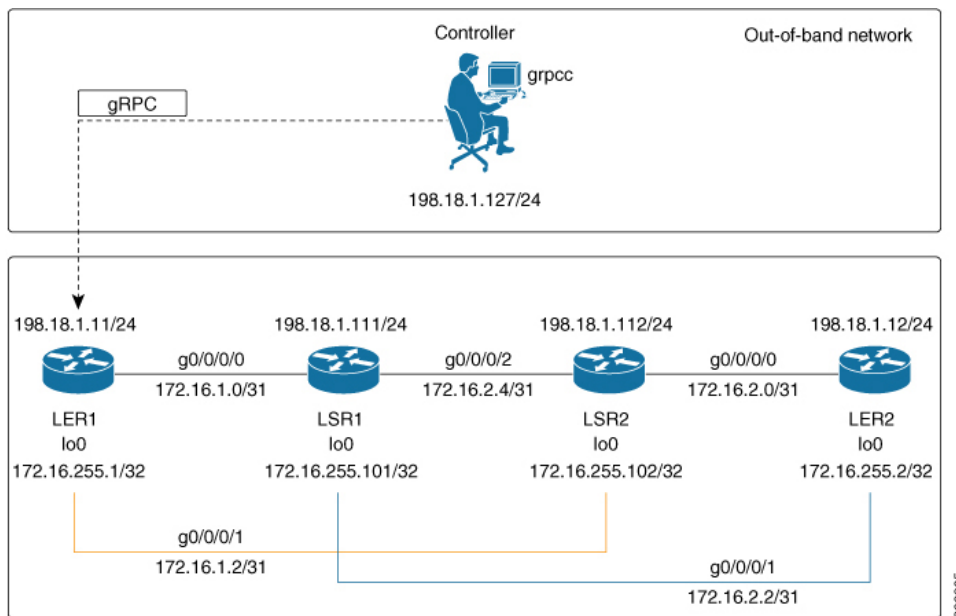 Controller
Out-of-band network
grpcc
gRPC
198.18.1.127/24
198.18.1.11/24
198.18.1.111/24
198.18.1.112/24
198.18.1.12/24
g0/0/0/0
g0/0/0/2
g0/0/0/0
172.16.1.0/31
172.16.2.4/31
172.16.2.0/31
LER1
LSR1
LSR2
LER2
lo0
lo0
lo0
lo0
172.16.255.1/32
172.16.255.101/32
172.16.255.102/32
172.16.255.2/32
g0/0/0/1
172.16.1.2/31
g0/0/0/1
172.16.2.2/31